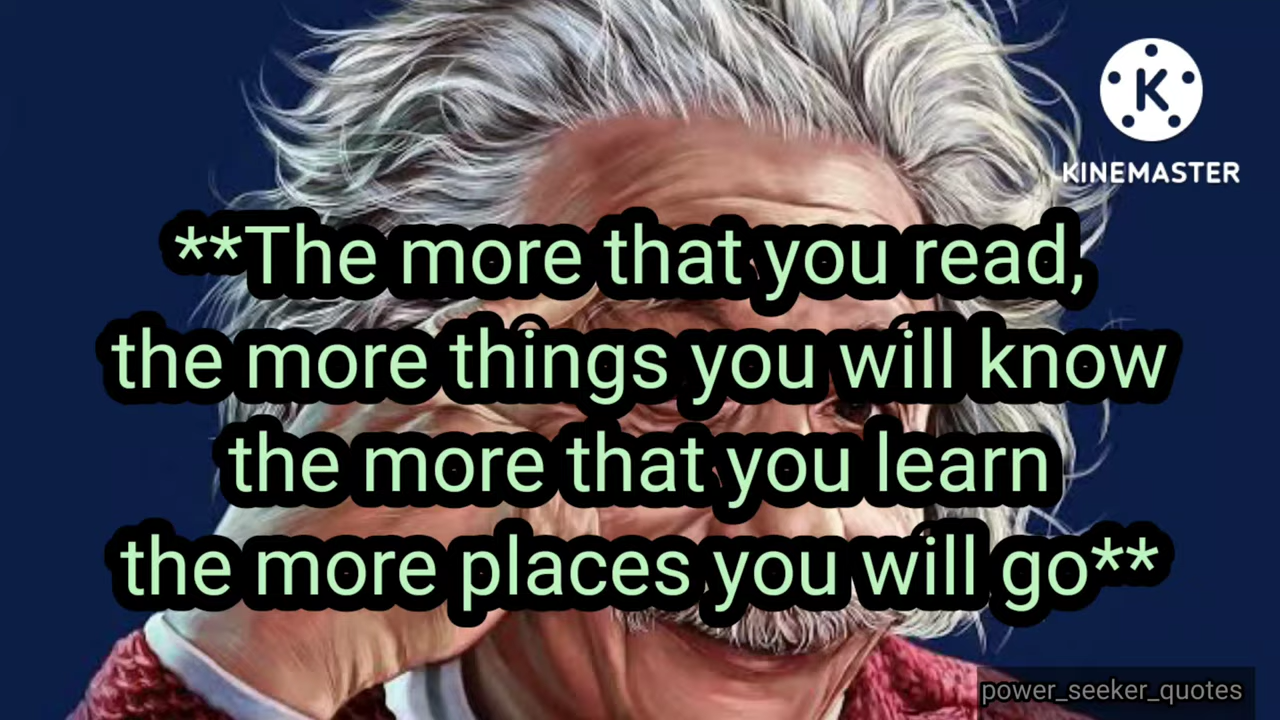 K
KINEMASTER
**The more that you read,
the more things you will know
the more that you learn
the more places you will go**
power_seeker_quotes